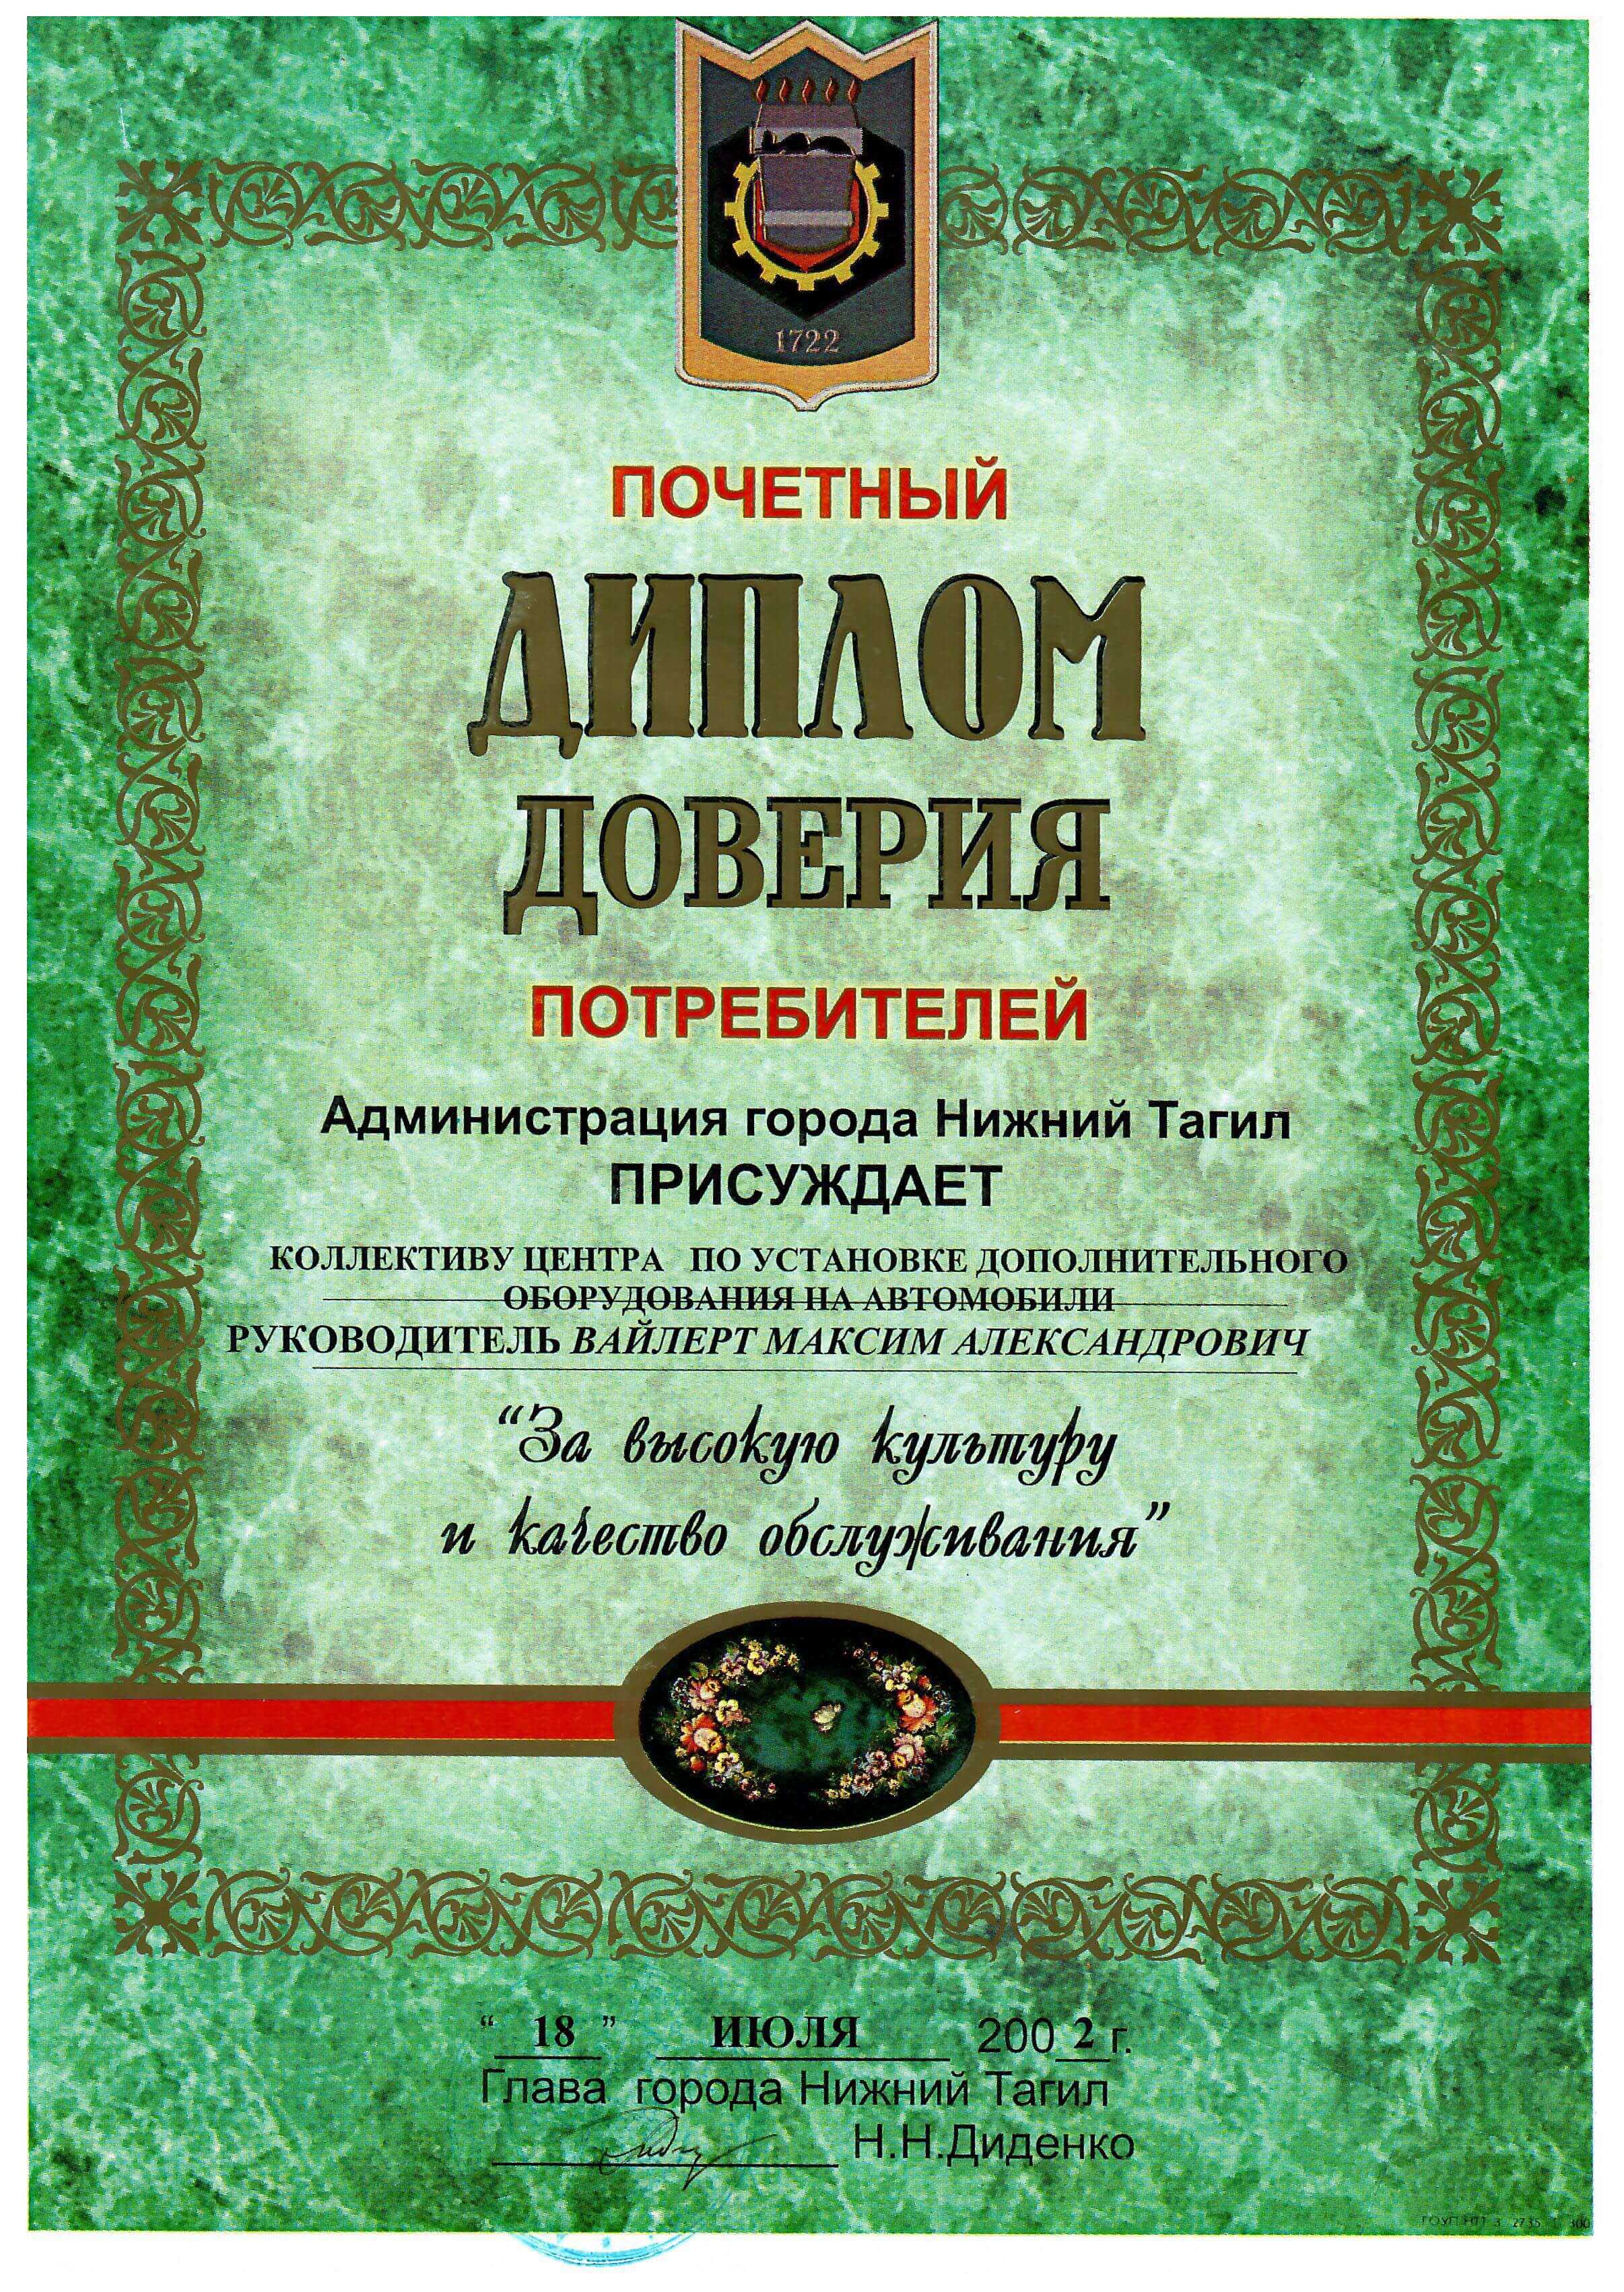 1722
ПОЧЕТНЫЙ
ДИПЛОМ
ДОВЕРИЯ
ПОТРЕБИТЕЛЕЙ
Администрация города Нижний Тагил
ПРИСУЖДАЕТ
КОЛЛЕКТИВУ ЦЕНТРА ПО УСТАНОВКЕ ДОПОЛНИТЕЛЬНОГО
ОБОРУДОВАНИЯ НА АВТОМОБИЛИ
РУКОВОДИТЕЛЬ ВАЙЛЕРТ МАКСИМ АЛЕКСАНДРОВИЧ
“За высокую культуру
и качество обслуживания”
“ 18 ” ИЮЛЯ 2002 г.
Глава города Нижний Тагил
Н.Н.Диденко